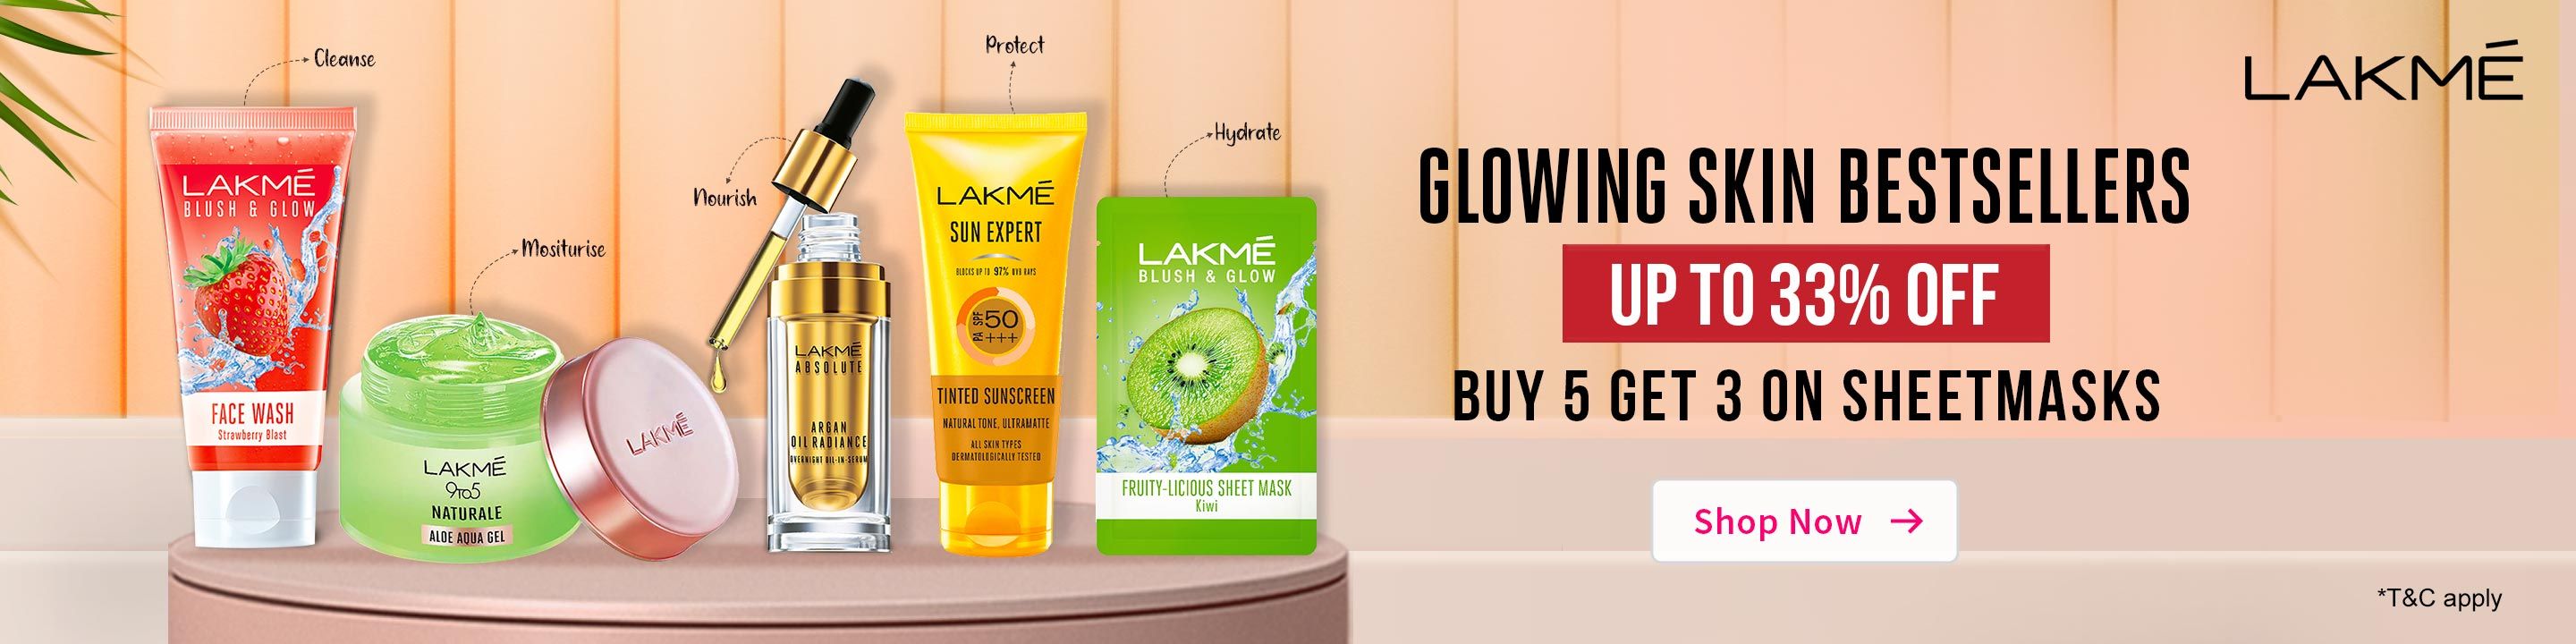 Cleanse
LAKMÉ
BLUSH & GLOW
FACE WASH
Strawberry Blast
Mositurise
LAKMÉ
9TO5
NATURALE
ALOE AQUA GEL
LAKMÉ
Nourish
LAKMÉ
ABSOLUTE
ARGAN
OIL RADIANCE
OVERNIGHT OIL-IN-SERUM
Protect
LAKMÉ
SUN EXPERT
BLOCKS UP TO 97% UVB RAYS
SPF 50
PA +++
TINTED SUNSCREEN
NATURAL TONE, ULTRAMATTE
ALL SKIN TYPES
DERMATOLOGICALLY TESTED
Hydrate
LAKMÉ
BLUSH & GLOW
FRUITY-LICIOUS SHEET MASK
Kiwi
LAKMÉ
GLOWING SKIN BESTSELLERS
UP TO 33% OFF
BUY 5 GET 3 ON SHEETMASKS
Shop Now →
*T&C apply